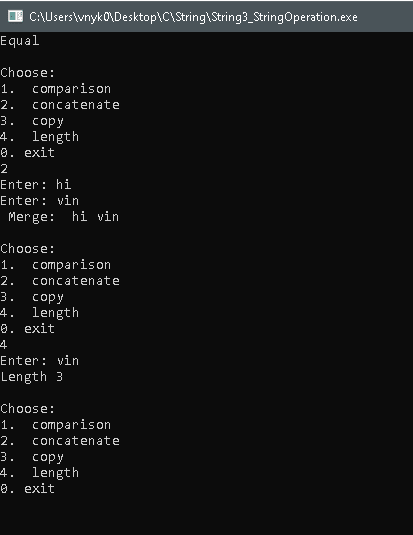 C:\Users\vnyk0\Desktop\C\String\String3_StringOperation.exe
Equal

Choose:
1.  comparison
2.  concatenate
3.  copy
4.  length
0. exit
2
Enter: hi
Enter: vin
 Merge:  hi vin

Choose:
1.  comparison
2.  concatenate
3.  copy
4.  length
0. exit
4
Enter: vin
Length 3

Choose:
1.  comparison
2.  concatenate
3.  copy
4.  length
0. exit